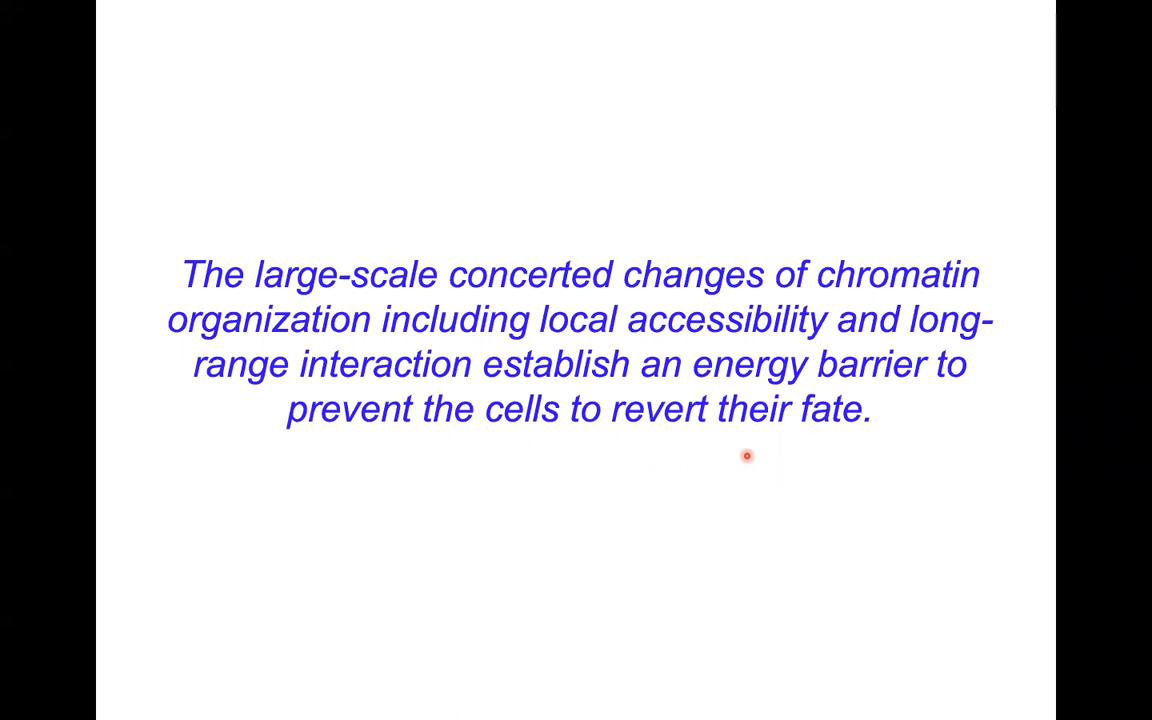 The large-scale concerted changes of chromatin
organization including local accessibility and long-
range interaction establish an energy barrier to
prevent the cells to revert their fate.